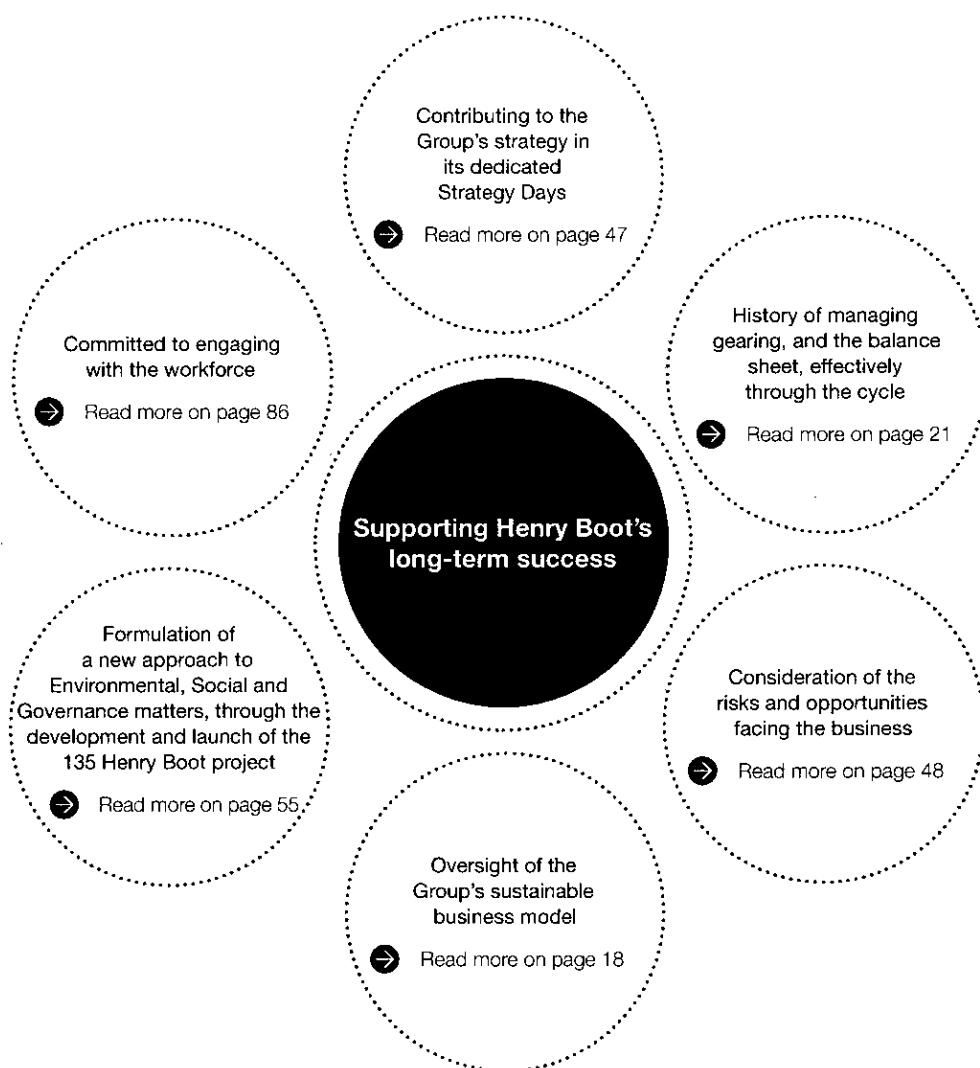 Contributing to the
Group's strategy in
its dedicated
Strategy Days
Read more on page 47
History of managing
gearing, and the balance
sheet, effectively
through the cycle
Read more on page 21
Committed to engaging
with the workforce
Read more on page 86
Supporting Henry Boot's
long-term success
Formulation of
a new approach to
Environmental, Social and
Governance matters, through the
development and launch of the
135 Henry Boot project
Read more on page 55
Consideration of the
risks and opportunities
facing the business
Read more on page 48
Oversight of the
Group's sustainable
business model
Read more on page 18